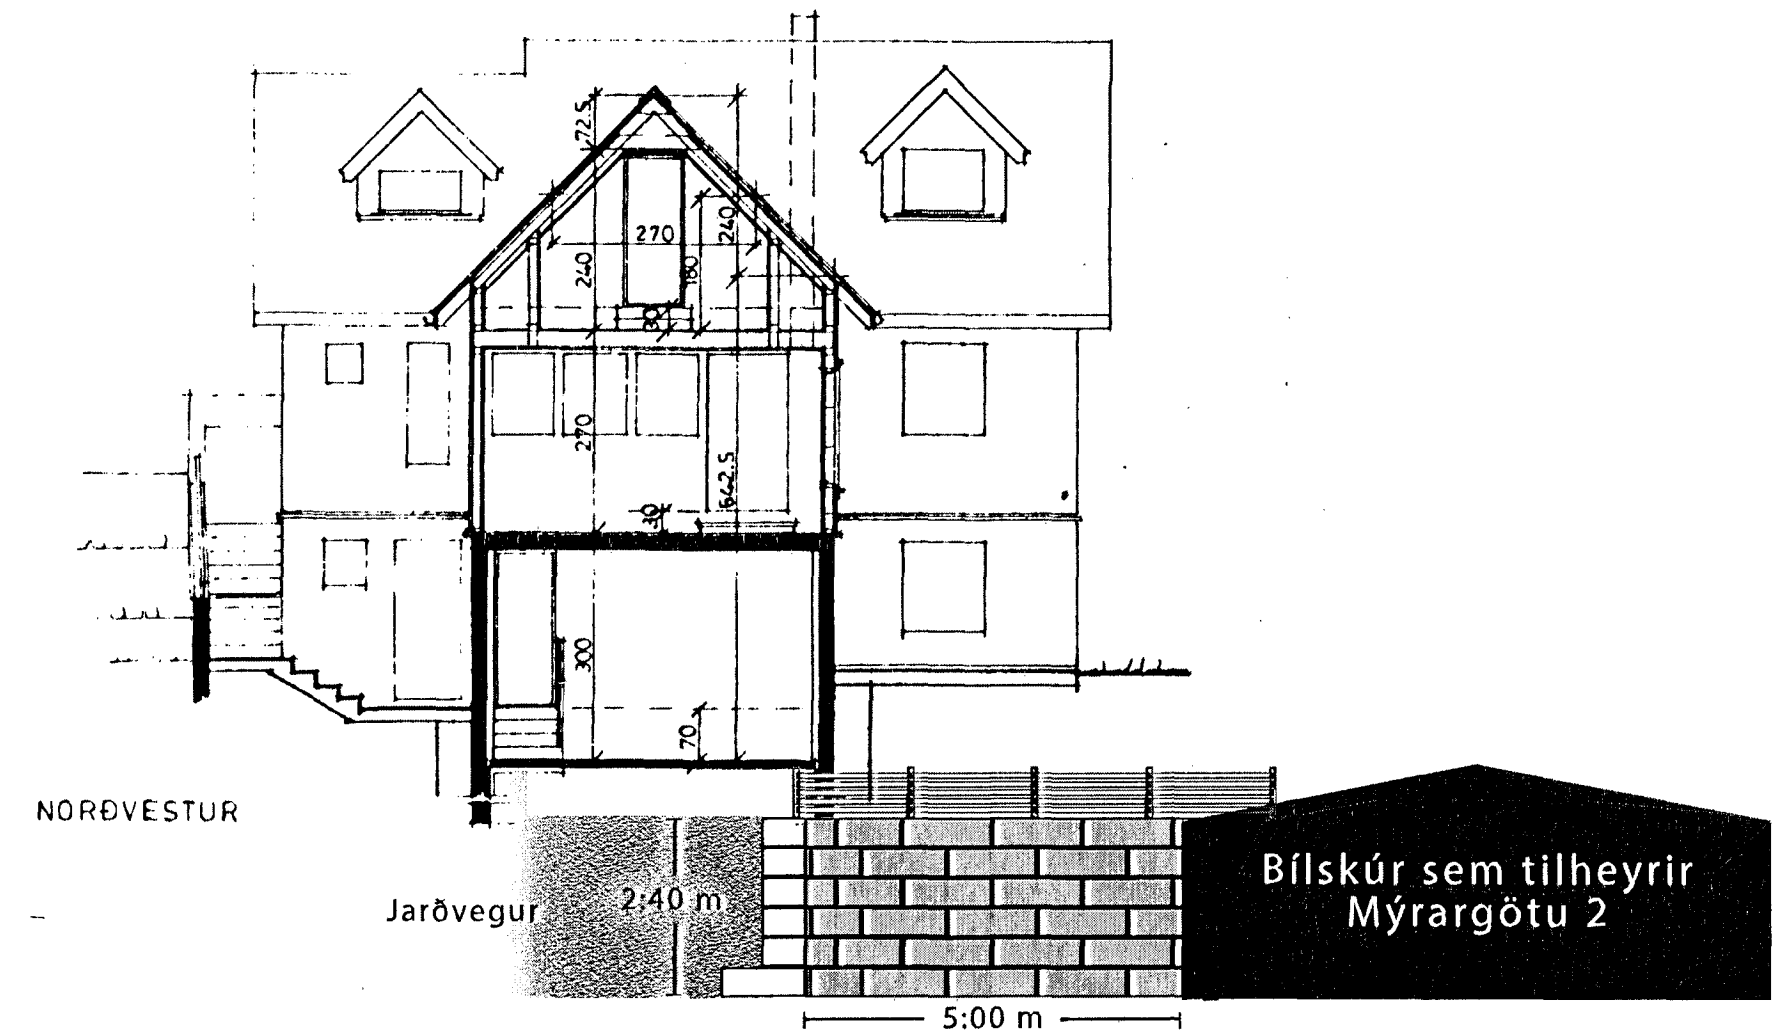 72.5
240
270
240
180
30
270
642.5
30
300
70
NORÐVESTUR
Jarðvegur
2:40 m
Bílskúr sem tilheyrir
Mýrargötu 2
5:00 m